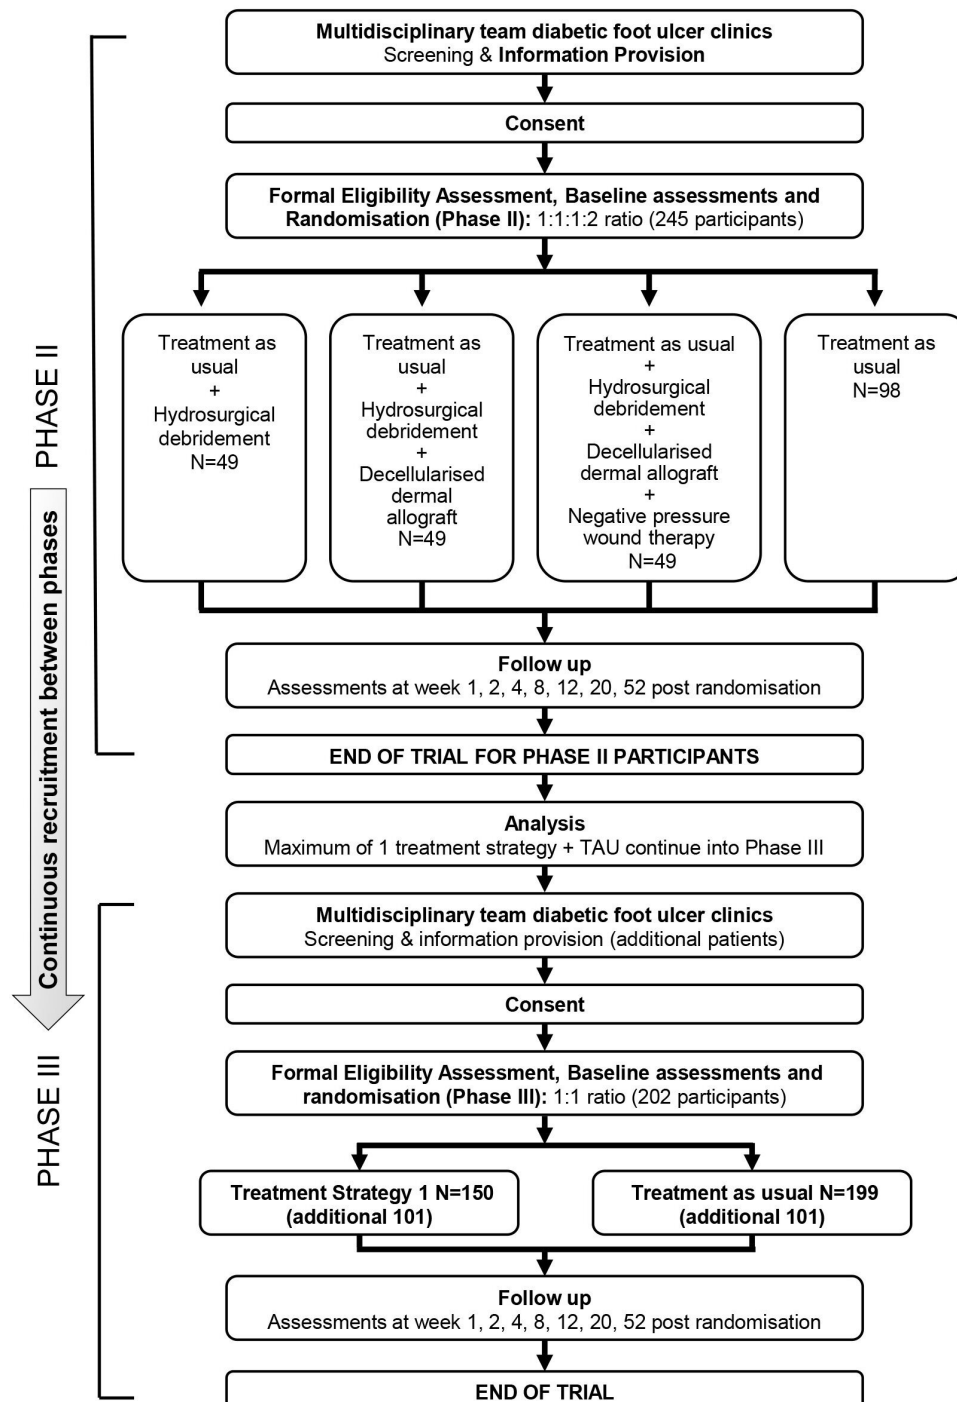 Multidisciplinary team diabetic foot ulcer clinics
Screening & Information Provision
Consent
Formal Eligibility Assessment, Baseline assessments and
Randomisation (Phase II): 1:1:1:2 ratio (245 participants)
PHASE II
Treatment as
usual
+
Hydrosurgical
debridement
N=49
Treatment as
usual
+
Hydrosurgical
debridement
+
Decellularised
dermal
allograft
N=49
Treatment as usual
+
Hydrosurgical
debridement
+
Decellularised
dermal allograft
+
Negative pressure
wound therapy
N=49
Treatment as
usual
N=98
Continuous recruitment between phases
Follow up
Assessments at week 1, 2, 4, 8, 12, 20, 52 post randomisation
END OF TRIAL FOR PHASE II PARTICIPANTS
Analysis
Maximum of 1 treatment strategy + TAU continue into Phase III
PHASE III
Multidisciplinary team diabetic foot ulcer clinics
Screening & information provision (additional patients)
Consent
Formal Eligibility Assessment, Baseline assessments and
randomisation (Phase III): 1:1 ratio (202 participants)
Treatment Strategy 1 N=150
(additional 101)
Treatment as usual N=199
(additional 101)
Follow up
Assessments at week 1, 2, 4, 8, 12, 20, 52 post randomisation
END OF TRIAL